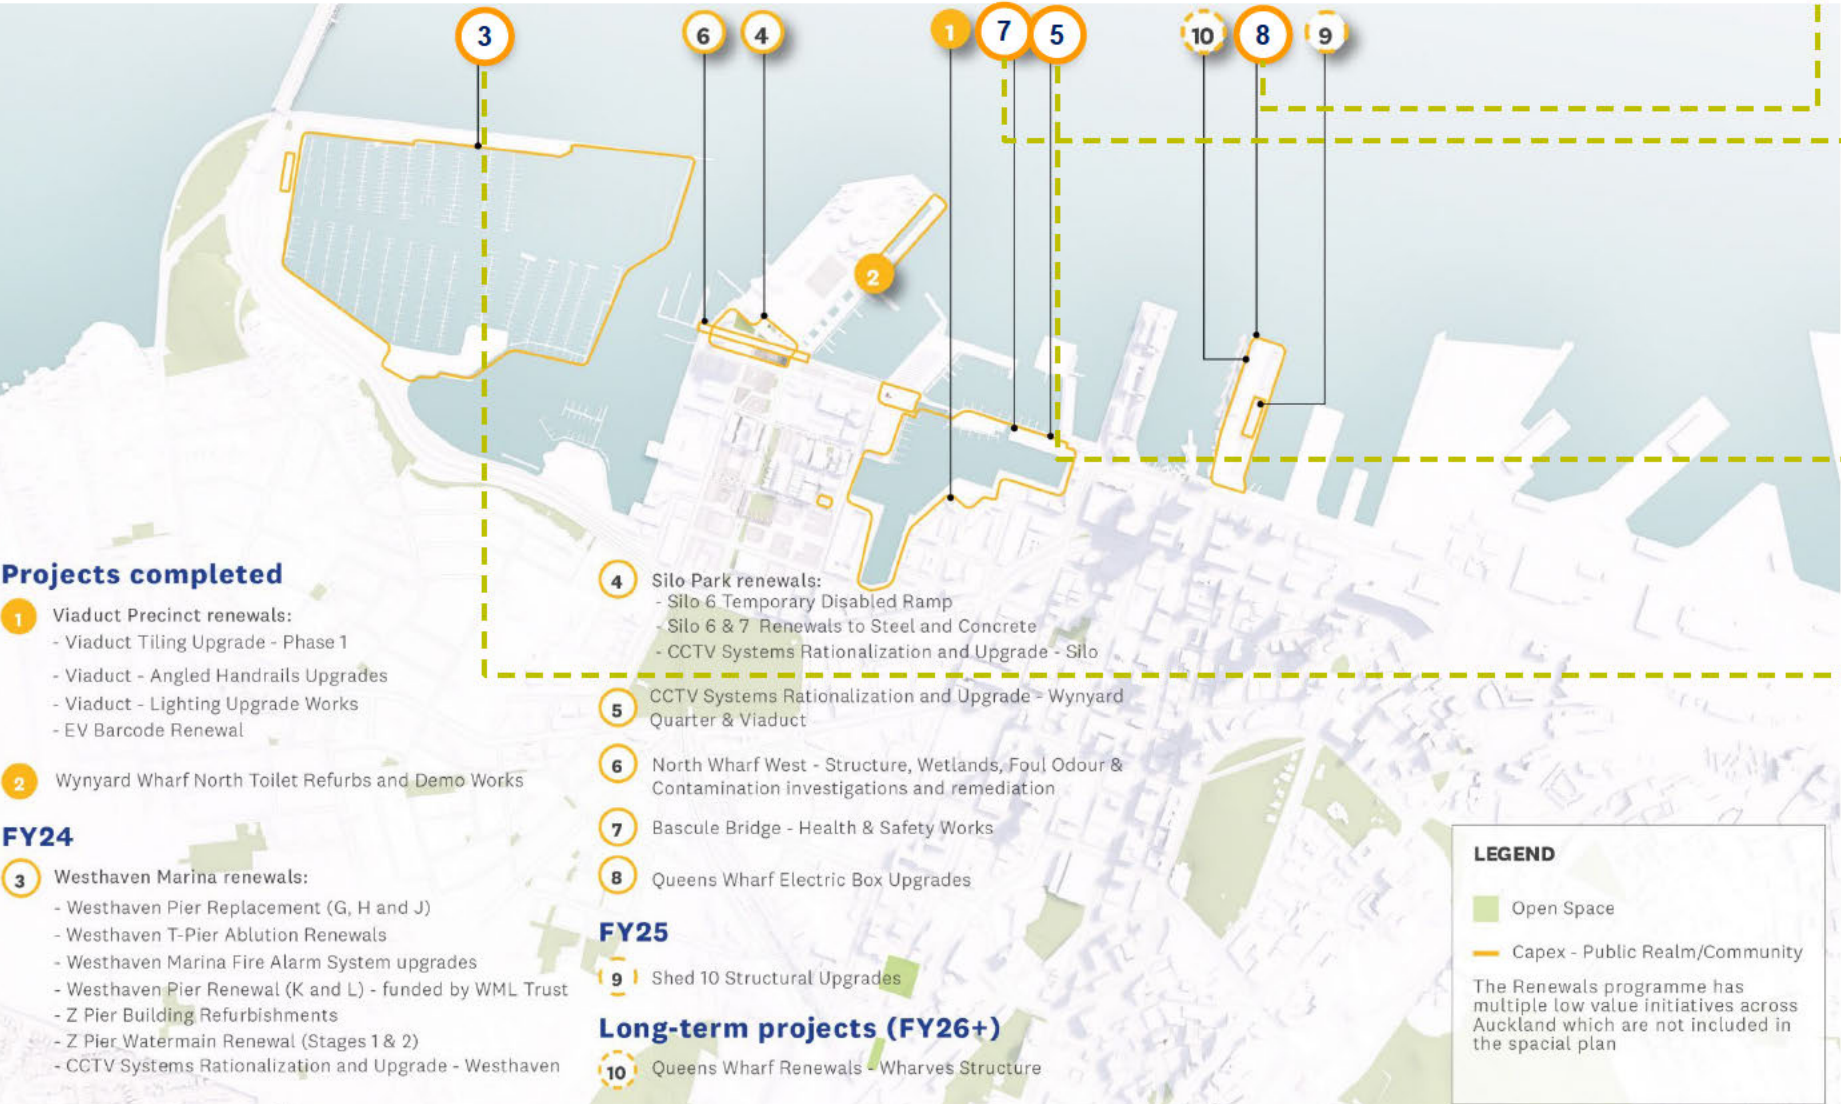 3
6
4
1
7
5
10
8
9
2
Projects completed
1 Viaduct Precinct renewals:
- Viaduct Tiling Upgrade - Phase 1
- Viaduct - Angled Handrails Upgrades
- Viaduct - Lighting Upgrade Works
- EV Barcode Renewal
2 Wynyard Wharf North Toilet Refurbs and Demo Works
FY24
3 Westhaven Marina renewals:
- Westhaven Pier Replacement (G, H and J)
- Westhaven T-Pier Ablution Renewals
- Westhaven Marina Fire Alarm System upgrades
- Westhaven Pier Renewal (K and L) - funded by WML Trust
- Z Pier Building Refurbishments
- Z Pier Watermain Renewal (Stages 1 & 2)
- CCTV Systems Rationalization and Upgrade - Westhaven
4 Silo Park renewals:
- Silo 6 Temporary Disabled Ramp
- Silo 6 & 7 Renewals to Steel and Concrete
- CCTV Systems Rationalization and Upgrade - Silo
5 CCTV Systems Rationalization and Upgrade - Wynyard
Quarter & Viaduct
6 North Wharf West - Structure, Wetlands, Foul Odour &
Contamination investigations and remediation
7 Bascule Bridge - Health & Safety Works
8 Queens Wharf Electric Box Upgrades
FY25
9 Shed 10 Structural Upgrades
Long-term projects (FY26+)
10 Queens Wharf Renewals - Wharves Structure
LEGEND
Open Space
Capex - Public Realm/Community
The Renewals programme has
multiple low value initiatives across
Auckland which are not included in
the spacial plan